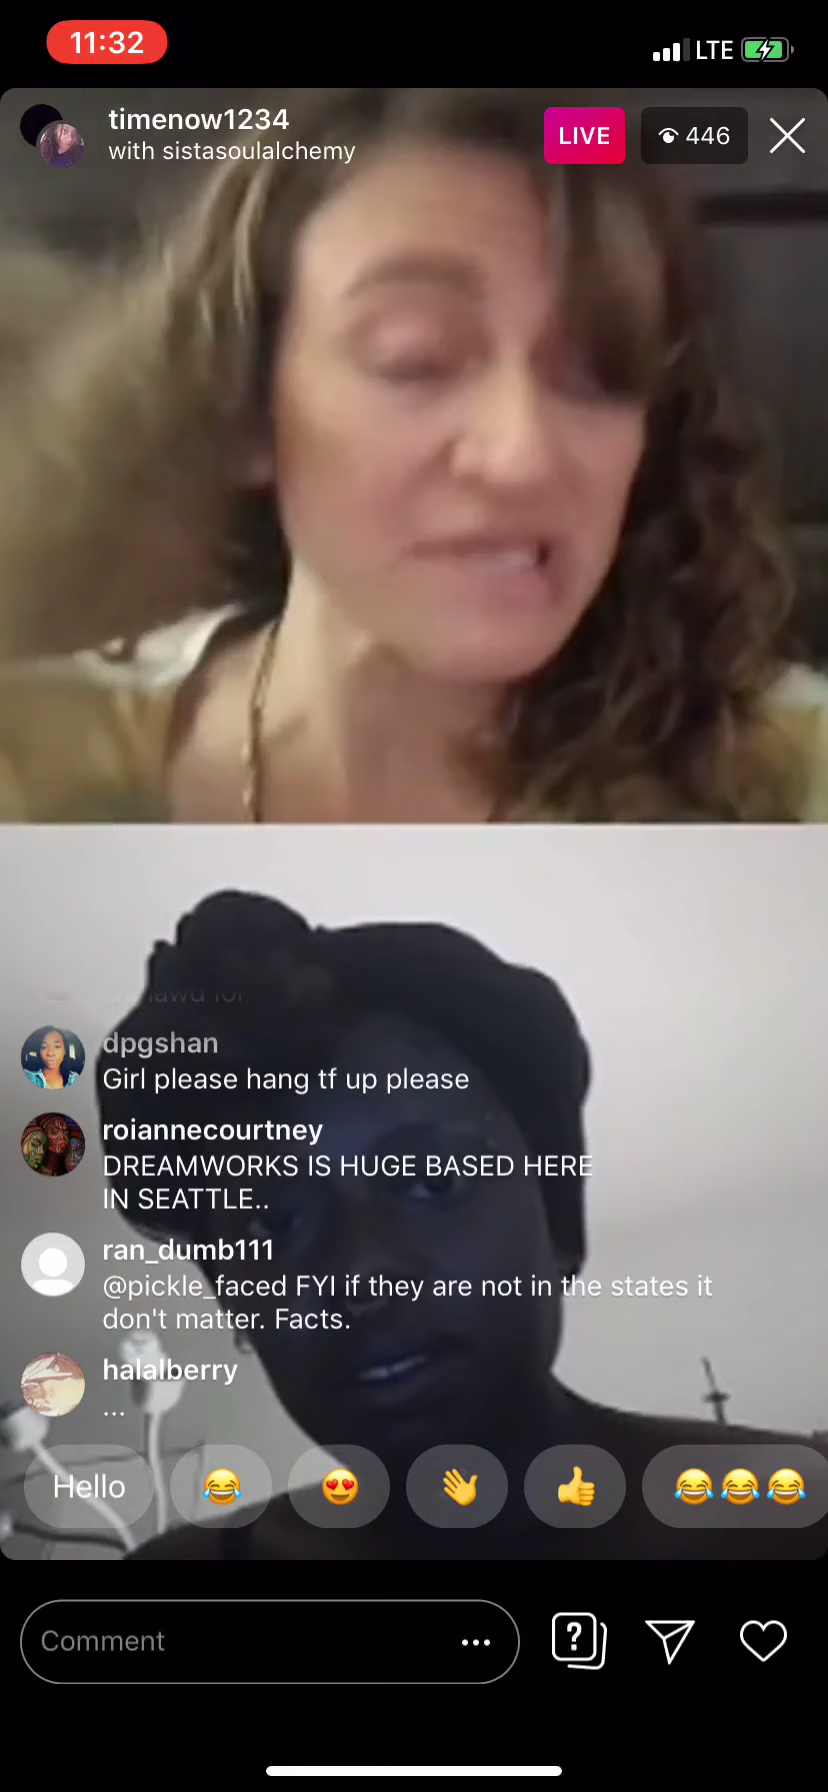 11:32
LTE
timenow1234
with sistasoulalchemy
LIVE
446
dpgshan
Girl please hang tf up please
roiannecourtney
DREAMWORKS IS HUGE BASED HERE
IN SEATTLE..
ran_dumb111
@pickle_faced FYI if they are not in the states it
don't matter. Facts.
halalberry
...
Hello
Comment